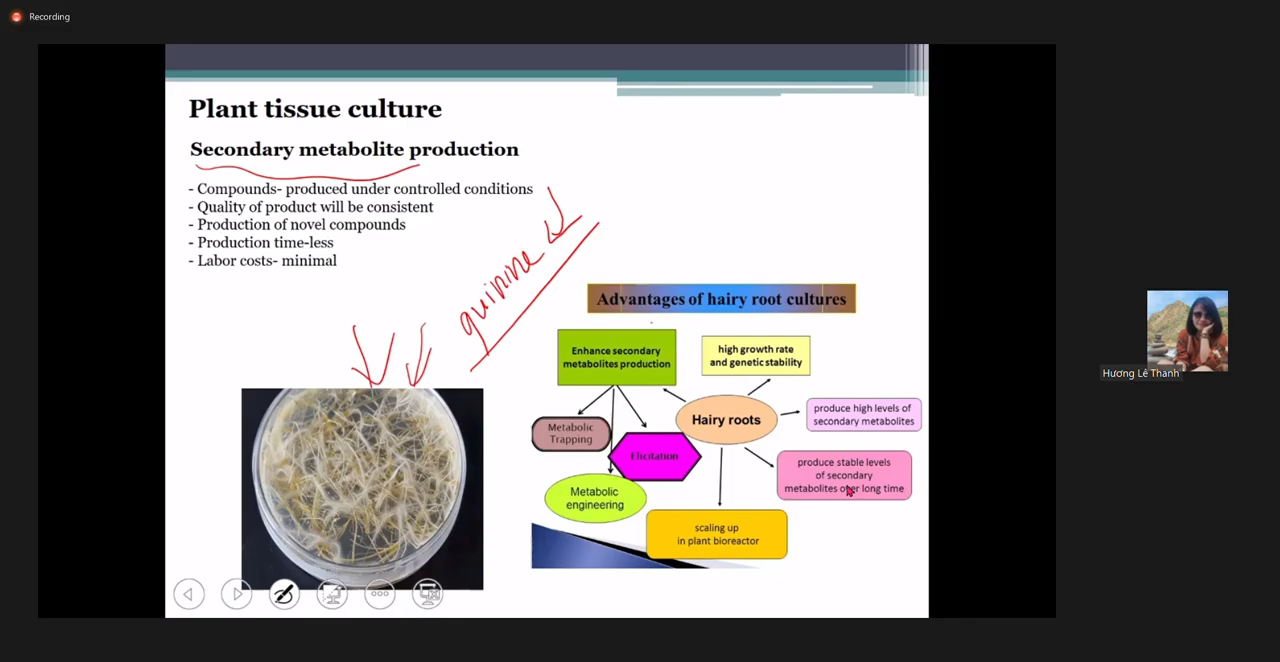 Recording
Plant tissue culture
Secondary metabolite production
- Compounds- produced under controlled conditions
- Quality of product will be consistent
- Production of novel compounds
- Production time-less
- Labor costs- minimal
quinine
Advantages of hairy root cultures
Enhance secondary
metabolites production
high growth rate
and genetic stability
Hairy roots
produce high levels of
secondary metabolites
Metabolic
Trapping
Elicitation
produce stable levels
of secondary
metabolites over long time
Metabolic
engineering
scaling up
in plant bioreactor
Hương Lê Thanh